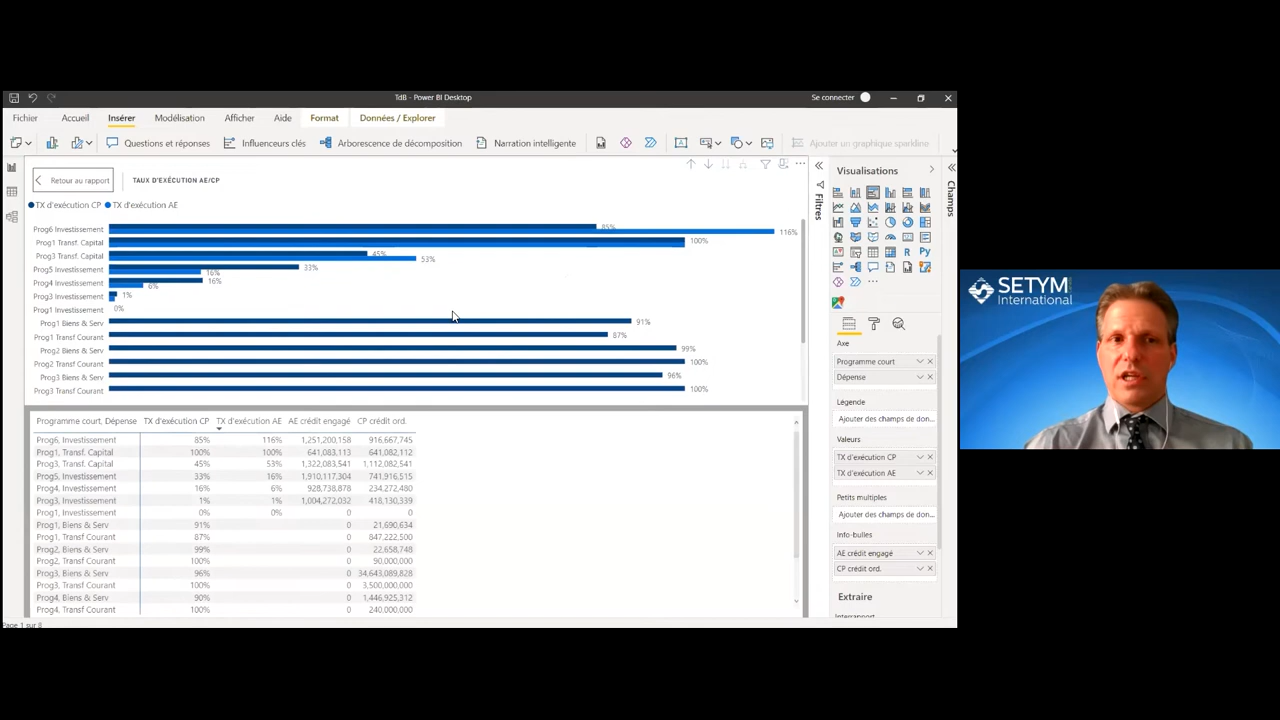 TdB - Power BI Desktop
Se connecter
Fichier Accueil Insérer Modélisation Afficher Aide Format Données / Explorer
Questions et réponses Influenceurs clés Arborescence de décomposition Narration intelligente Ajouter un graphique sparkline
Retour au rapport TAUX D'EXÉCUTION AE/CP
TX d'exécution CP TX d'exécution AE
Prog6 Investissement 85% 116%
Prog1 Transf. Capital 100%
Prog3 Transf. Capital 45% 53%
Prog5 Investissement 33% 16%
Prog4 Investissement 16% 6%
Prog3 Investissement 1%
Prog1 Investissement 0%
Prog1 Biens & Serv 91%
Prog1 Transf Courant 87%
Prog2 Biens & Serv 99%
Prog2 Transf Courant 100%
Prog3 Biens & Serv 96%
Prog3 Transf Courant 100%
Programme court, Dépense TX d'exécution CP TX d'exécution AE AE crédit engagé CP crédit ord.
Prog6, Investissement 85% 116% 1,251,200,158 916,667,745
Prog1, Transf. Capital 100% 100% 641,083,113 641,082,112
Prog3, Transf. Capital 45% 53% 1,322,083,541 1,112,082,541
Prog5, Investissement 33% 16% 1,910,117,304 741,916,515
Prog4, Investissement 16% 6% 928,738,878 234,272,480
Prog3, Investissement 1% 1% 1,004,272,032 418,130,339
Prog1, Investissement 0% 0% 0 0
Prog1, Biens & Serv 91% 0 21,690,634
Prog1, Transf Courant 87% 0 847,222,500
Prog2, Biens & Serv 99% 0 22,658,748
Prog2, Transf Courant 100% 0 90,000,000
Prog3, Biens & Serv 96% 0 34,643,089,828
Prog3, Transf Courant 100% 0 3,500,000,000
Prog4, Biens & Serv 90% 0 1,446,925,312
Prog4, Transf Courant 100% 0 240,000,000
Page 1 sur 8
Filtres
Visualisations
R Py
Axe
Programme court
Dépense
Légende
Ajouter des champs de don...
Valeurs
TX d'exécution CP
TX d'exécution AE
Petits multiples
Ajouter des champs de don...
Info-bulles
AE crédit engagé
CP crédit ord.
Extraire
Interrapport
Champs
SETYM
International